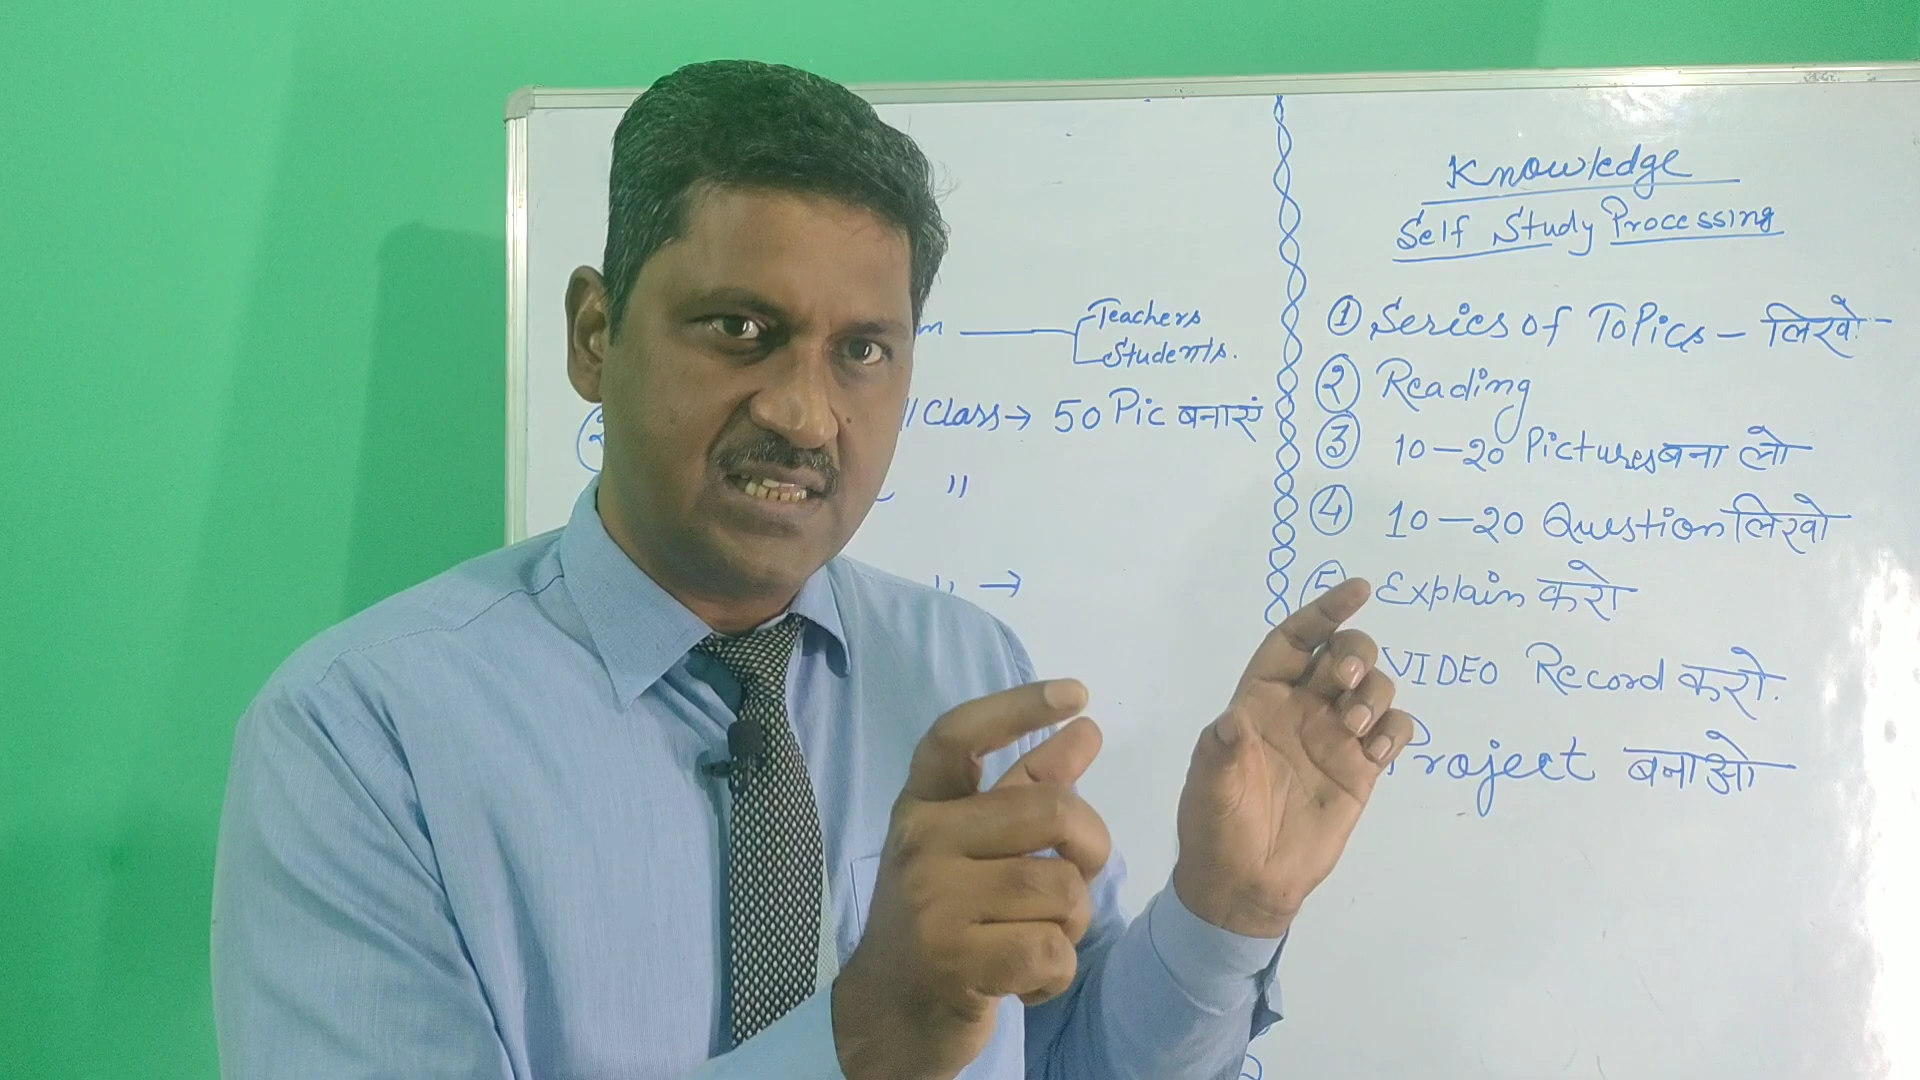 Teachers
Students.
Class → 50 Pic बनाएं
"
" →
Knowledge
Self Study Processing
① Series of Topics - लिखो -
② Reading
③ 10-20 Pictures बना लो
④ 10-20 Question लिखो
⑤ Explain करो
VIDEO Record करो.
Project बनाओ